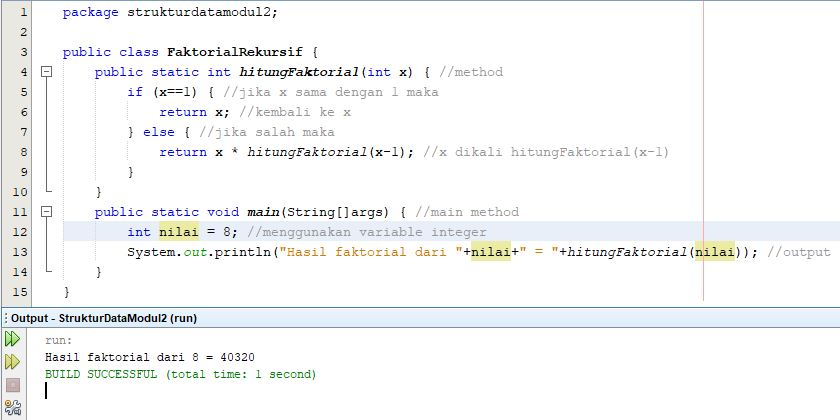 1 package strukturdatamodul2;
2
3 public class FaktorialRekursif {
4 public static int hitungFaktorial(int x) { //method
5 if (x==1) { //jika x sama dengan 1 maka
6 return x; //kembali ke x
7 } else { //jika salah maka
8 return x * hitungFaktorial(x-1); //x dikali hitungFaktorial(x-1)
9 }
10 }
11 public static void main(String[]args) { //main method
12 int nilai = 8; //menggunakan variable integer
13 System.out.println("Hasil faktorial dari "+nilai+" = "+hitungFaktorial(nilai)); //output
14 }
15 }
Output - StrukturDataModul2 (run)
run:
Hasil faktorial dari 8 = 40320
BUILD SUCCESSFUL (total time: 1 second)